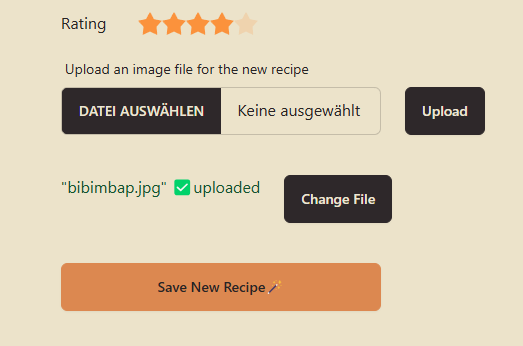 Rating
Upload an image file for the new recipe
DATEI AUSWÄHLEN Keine ausgewählt Upload
"bibimbap.jpg" ✅ uploaded Change File
Save New Recipe🪄